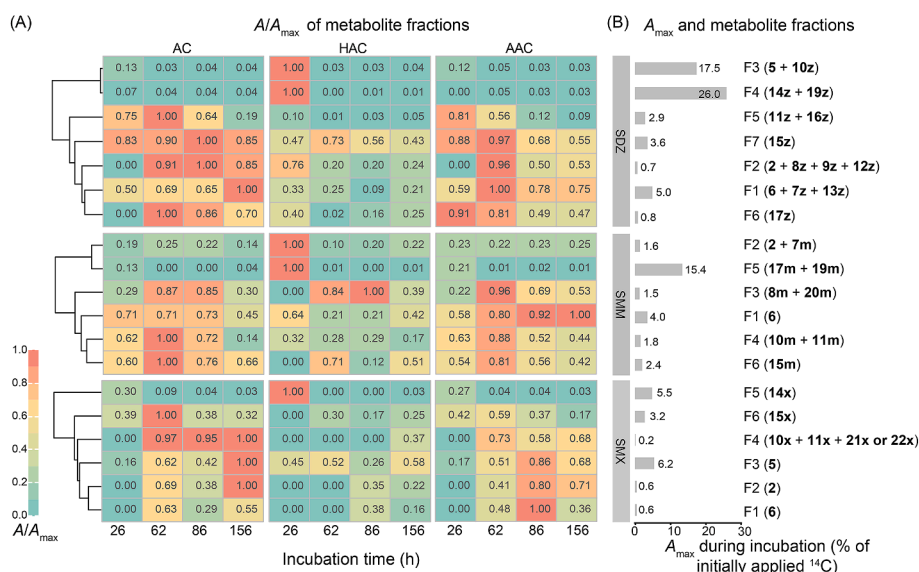 (A)
A/Amax of metabolite fractions
(B)
Amax and metabolite fractions
AC HAC AAC
0.13 0.03 0.04 0.04 1.00 0.03 0.03 0.04 0.12 0.05 0.03 0.03 17.5 F3 (5 + 10z)
0.07 0.04 0.04 0.04 1.00 0.00 0.01 0.01 0.00 0.05 0.03 0.03 26.0 F4 (14z + 19z)
0.75 1.00 0.64 0.19 0.10 0.01 0.03 0.05 0.81 0.56 0.12 0.09 2.9 F5 (11z + 16z)
0.83 0.90 1.00 0.85 0.47 0.73 0.56 0.43 0.88 0.97 0.68 0.55 3.6 F7 (15z)
0.00 0.91 1.00 0.85 0.76 0.20 0.20 0.24 0.00 0.96 0.50 0.53 0.7 F2 (2 + 8z + 9z + 12z)
0.50 0.69 0.65 1.00 0.33 0.25 0.09 0.21 0.59 1.00 0.78 0.75 5.0 F1 (6 + 7z + 13z)
0.00 1.00 0.86 0.70 0.40 0.02 0.16 0.25 0.91 0.81 0.49 0.47 0.8 F6 (17z)
SDZ
0.19 0.25 0.22 0.14 1.00 0.10 0.20 0.22 0.23 0.22 0.23 0.25 1.6 F2 (2 + 7m)
0.13 0.00 0.00 0.00 1.00 0.01 0.00 0.01 0.21 0.01 0.02 0.01 15.4 F5 (17m + 19m)
0.29 0.87 0.85 0.30 0.00 0.84 1.00 0.39 0.22 0.96 0.69 0.53 1.5 F3 (8m + 20m)
0.71 0.71 0.73 0.45 0.64 0.21 0.21 0.42 0.58 0.80 0.92 1.00 4.0 F1 (6)
0.62 1.00 0.72 0.14 0.32 0.28 0.29 0.17 0.63 0.88 0.52 0.44 1.8 F4 (10m + 11m)
0.60 1.00 0.76 0.66 0.00 0.71 0.12 0.51 0.54 0.81 0.56 0.42 2.4 F6 (15m)
SMM
0.30 0.09 0.04 0.03 1.00 0.00 0.00 0.00 0.27 0.04 0.04 0.03 5.5 F5 (14x)
0.39 1.00 0.38 0.32 0.00 0.30 0.17 0.25 0.42 0.59 0.37 0.17 3.2 F6 (15x)
0.00 0.97 0.95 1.00 0.00 0.00 0.00 0.37 0.00 0.73 0.58 0.68 0.2 F4 (10x + 11x + 21x or 22x)
0.16 0.62 0.42 1.00 0.45 0.52 0.26 0.58 0.17 0.51 0.86 0.68 6.2 F3 (5)
0.00 0.69 0.38 1.00 0.00 0.00 0.35 0.22 0.00 0.41 0.80 0.71 0.6 F2 (2)
0.00 0.63 0.29 0.55 0.00 0.00 0.38 0.16 0.00 0.48 1.00 0.36 0.6 F1 (6)
SMX
1.0
0.8
0.6
0.4
0.2
0.0
A/Amax
26 62 86 156 26 62 86 156 26 62 86 156
Incubation time (h)
0 10 20 30
Amax during incubation (% of
initially applied ¹⁴C)